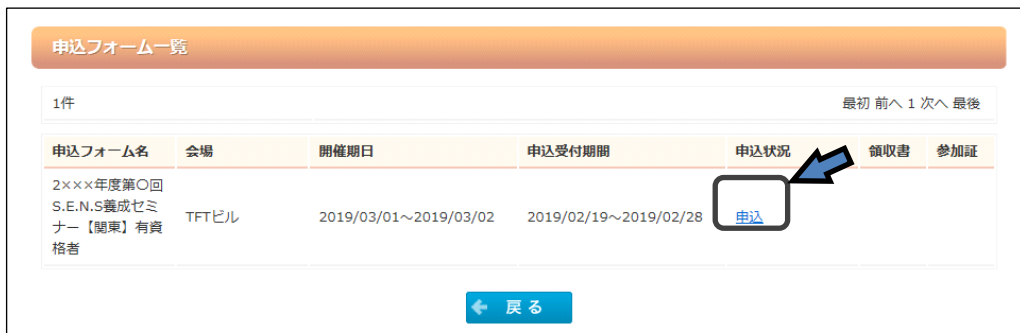 申込フォーム一覧
1件
最初 前へ 1 次へ 最後
申込フォーム名 会場 開催期日 申込受付期間 申込状況 領収書 参加証
2×××年度第〇回
S.E.N.S養成セミ
ナー【関東】有資
格者
TFTビル
2019/03/01～2019/03/02
2019/02/19～2019/02/28
申込
戻る